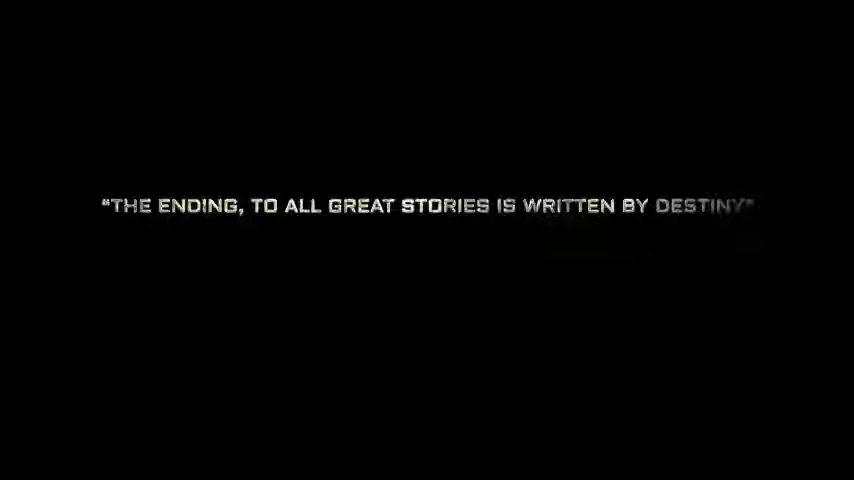 “THE ENDING, TO ALL GREAT STORIES IS WRITTEN BY DESTINY”